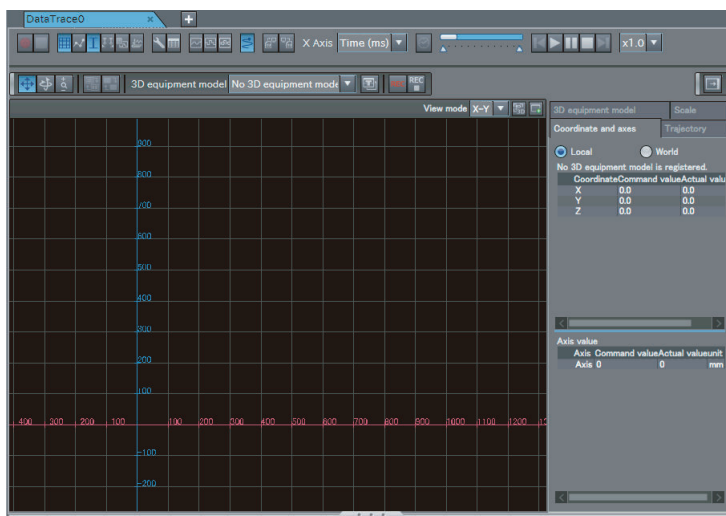 DataTrace0 × +
X Axis Time (ms) x1.0
3D equipment model No 3D equipment mode REC
View mode X-Y
3D equipment model Scale
Coordinate and axes Trajectory
Local World
No 3D equipment model is registered.
Coordinate Command value Actual valu
X 0.0 0.0
Y 0.0 0.0
Z 0.0 0.0
Axis value
Axis Command value Actual value unit
Axis 0 0 mm
900
800
700
600
500
400
300
200
100
400 300 -200 -100 100 200 300 400 500 600 700 800 900 1000 1100 1200
-100
-200